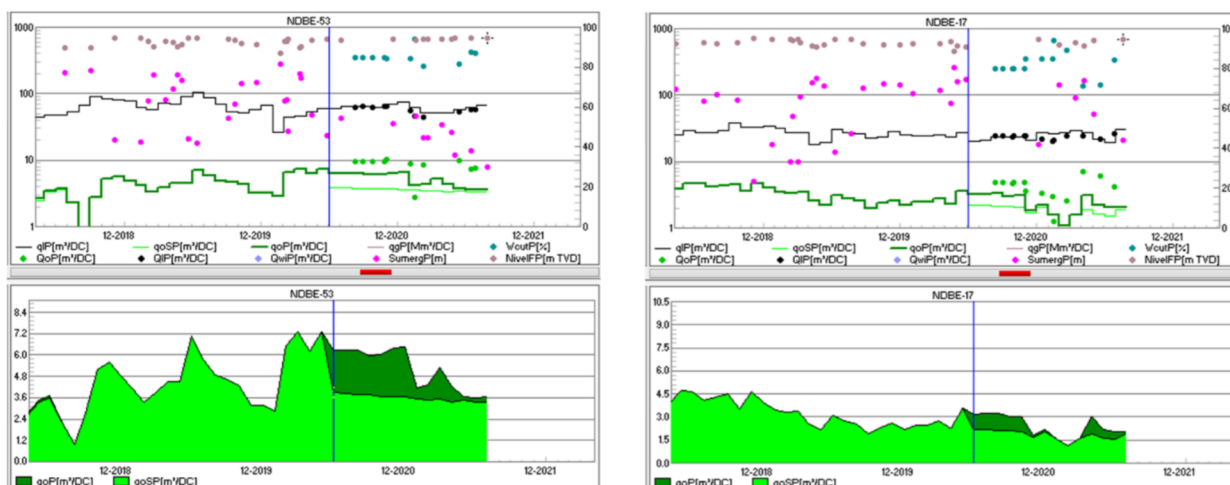 NDBE-53
1000
100
10
1
100
80
60
40
20
0
12-2018
12-2019
12-2020
12-2021
qlP[m³/DC]
qoSP[m³/DC]
qoP[m³/DC]
qgP[Mm³/DC]
WcutP[%]
QoP[m³/DC]
QlP[m³/DC]
QwiP[m³/DC]
SumergP[m]
NivelFP[m TVD]
NDBE-17
1000
100
10
1
100
80
60
40
20
0
12-2018
12-2019
12-2020
12-2021
qlP[m³/DC]
qoSP[m³/DC]
qoP[m³/DC]
qgP[Mm³/DC]
WcutP[%]
QoP[m³/DC]
QlP[m³/DC]
QwiP[m³/DC]
SumergP[m]
NivelFP[m TVD]
NDBE-53
8.4
7.2
6.0
4.8
3.6
2.4
1.2
0.0
12-2018
12-2019
12-2020
12-2021
qoP[m³/DC]
qoSP[m³/DC]
NDBE-17
10.5
9.0
7.5
6.0
4.5
3.0
1.5
0.0
12-2018
12-2019
12-2020
12-2021
qoP[m³/DC]
qoSP[m³/DC]